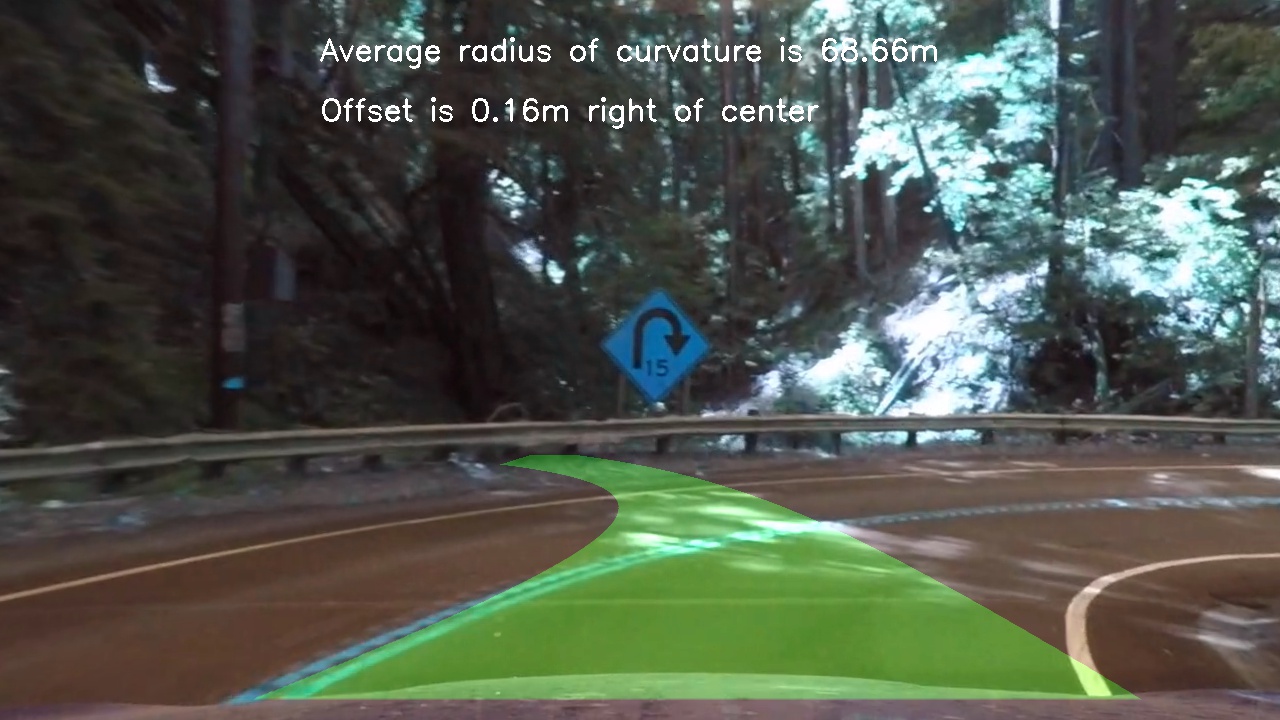 Average radius of curvature is 68.66m
Offset is 0.16m right of center
15